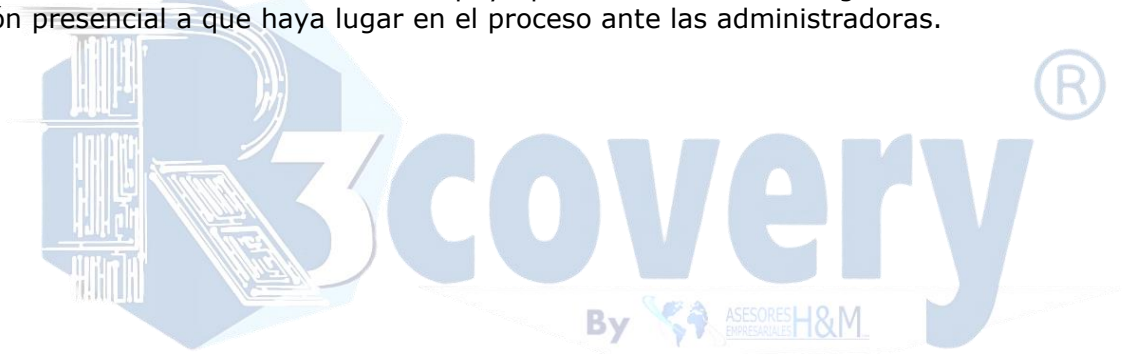 ón presencial a que haya lugar en el proceso ante las administradoras.
R3covery ®
By ASESORES EMPRESARIALES H&M